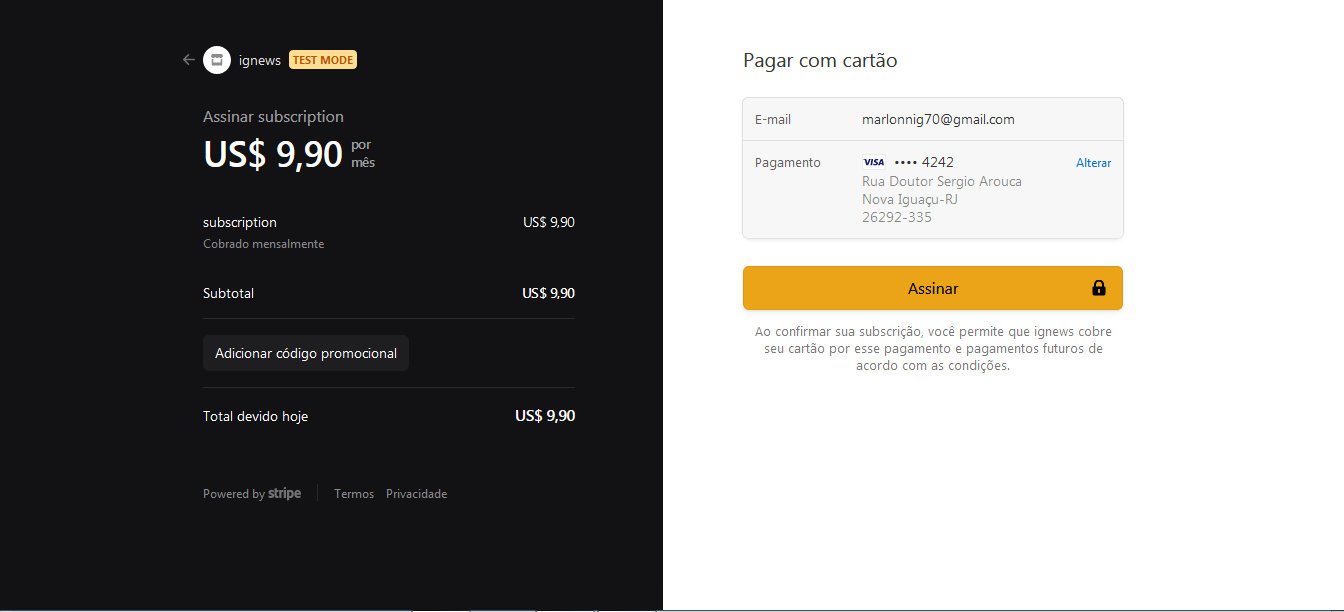 ignews TEST MODE
Assinar subscription
US$ 9,90 por
mês
subscription US$ 9,90
Cobrado mensalmente
Subtotal US$ 9,90
Adicionar código promocional
Total devido hoje US$ 9,90
Powered by stripe Termos Privacidade
Pagar com cartão
E-mail marlonnig70@gmail.com
Pagamento VISA •••• 4242 Alterar
Rua Doutor Sergio Arouca
Nova Iguaçu-RJ
26292-335
Assinar
Ao confirmar sua subscrição, você permite que ignews cobre
seu cartão por esse pagamento e pagamentos futuros de
acordo com as condições.